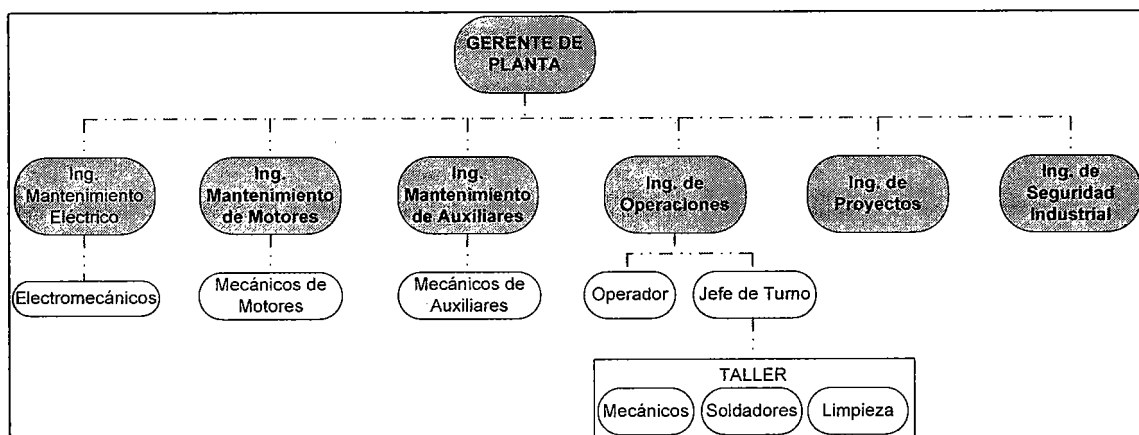 GERENTE DE
PLANTA
Ing.
Mantenimiento
Eléctrico
Ing.
Mantenimiento
de Motores
Ing.
Mantenimiento
de Auxiliares
Ing. de
Operaciones
Ing. de
Proyectos
Ing. de
Seguridad
Industrial
Electromecánicos
Mecánicos de
Motores
Mecánicos de
Auxiliares
Operador
Jefe de Turno
TALLER
Mecánicos
Soldadores
Limpieza